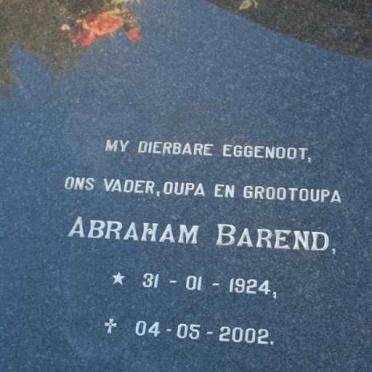 MY DIERBARE EGGENOOT,
ONS VADER, OUPA EN GROOTOUPA
ABRAHAM BAREND,
★ 31 - 01 - 1924,
✝ 04 - 05 - 2002.